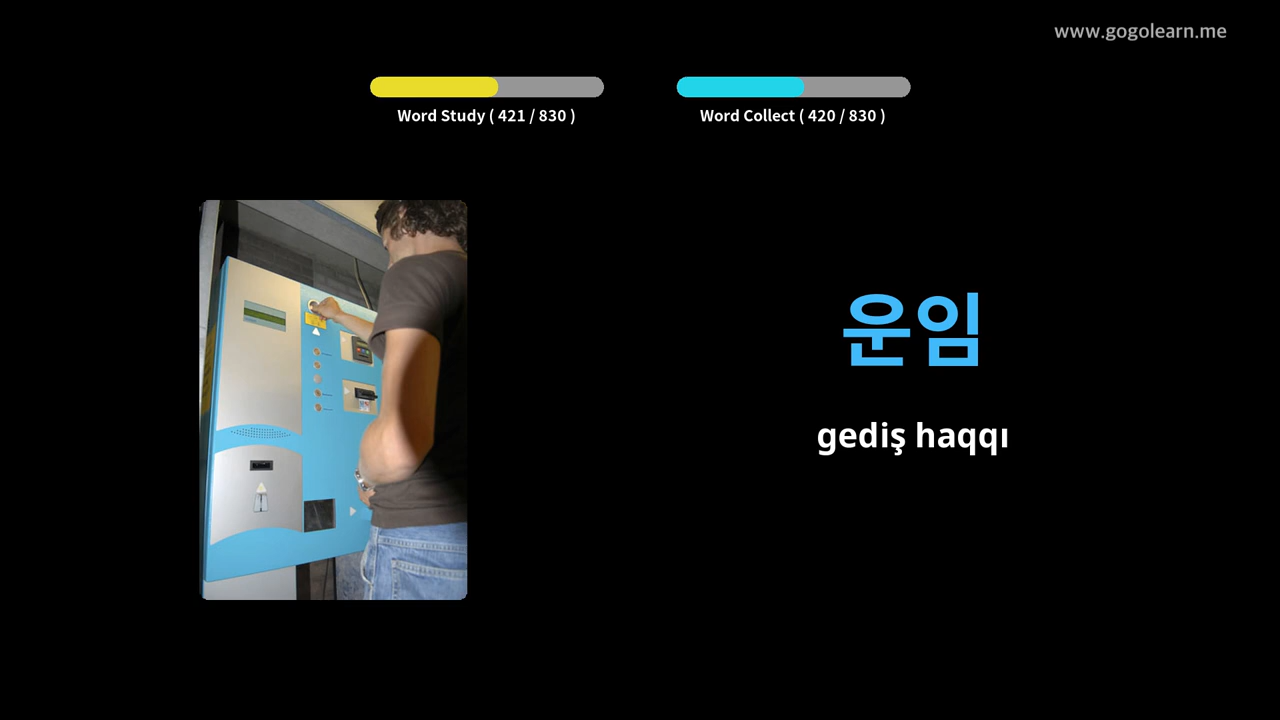 www.gogolearn.me
Word Study ( 421 / 830 )
Word Collect ( 420 / 830 )
운임
gediş haqqı